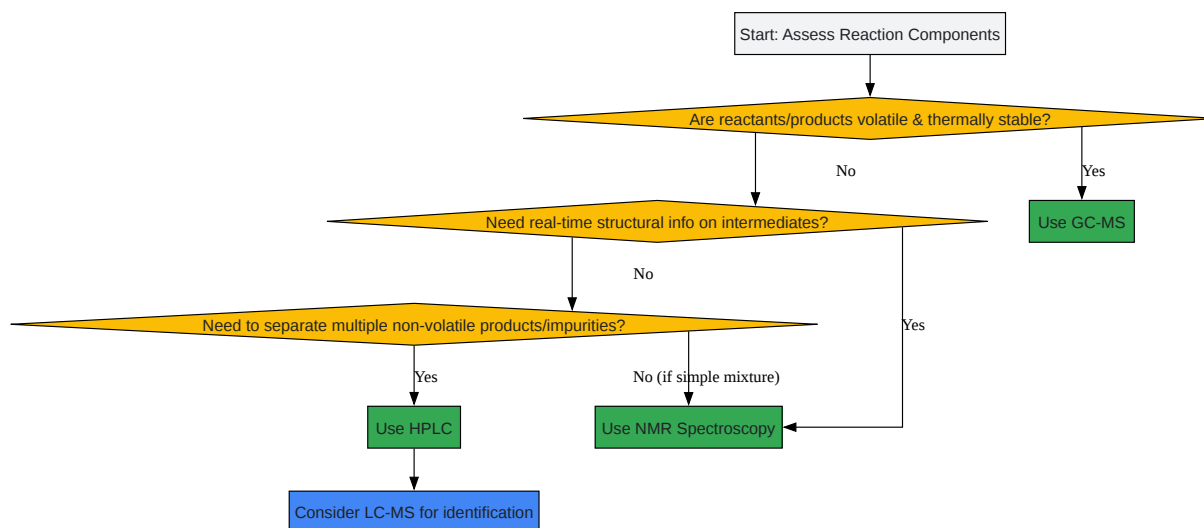 Start: Assess Reaction Components
Are reactants/products volatile & thermally stable?
No
Yes
Need real-time structural info on intermediates?
Use GC-MS
No
Need to separate multiple non-volatile products/impurities?
Yes
Yes
No (if simple mixture)
Use HPLC
Use NMR Spectroscopy
Consider LC-MS for identification